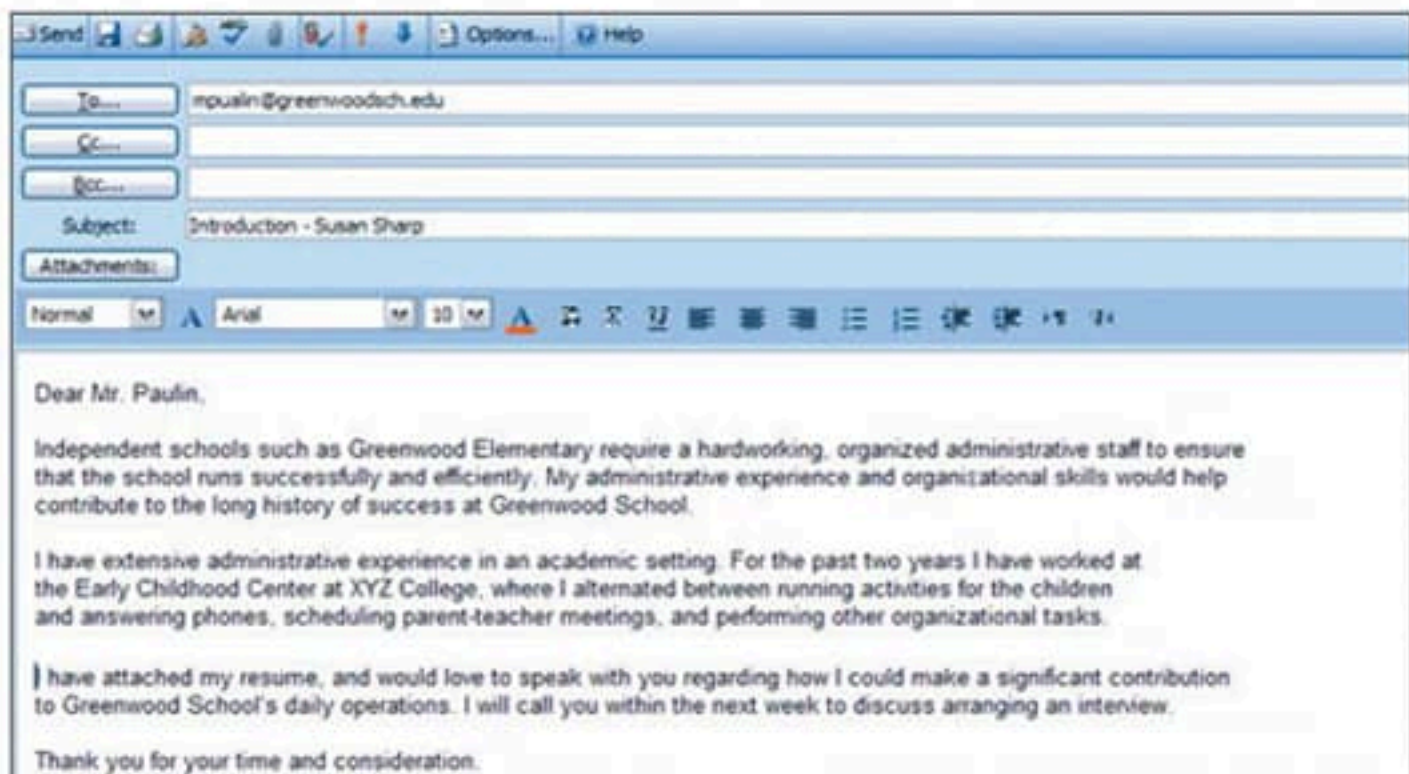 Send Options... Help
To... mpualin@greenwoodsch.edu
Cc...
Bcc...
Subject: Introduction - Susan Sharp
Attachments:
Normal A Arial 10 A U
Dear Mr. Paulin,
Independent schools such as Greenwood Elementary require a hardworking, organized administrative staff to ensure
that the school runs successfully and efficiently. My administrative experience and organizational skills would help
contribute to the long history of success at Greenwood School.
I have extensive administrative experience in an academic setting. For the past two years I have worked at
the Early Childhood Center at XYZ College, where I alternated between running activities for the children
and answering phones, scheduling parent-teacher meetings, and performing other organizational tasks.
I have attached my resume, and would love to speak with you regarding how I could make a significant contribution
to Greenwood School's daily operations. I will call you within the next week to discuss arranging an interview.
Thank you for your time and consideration.